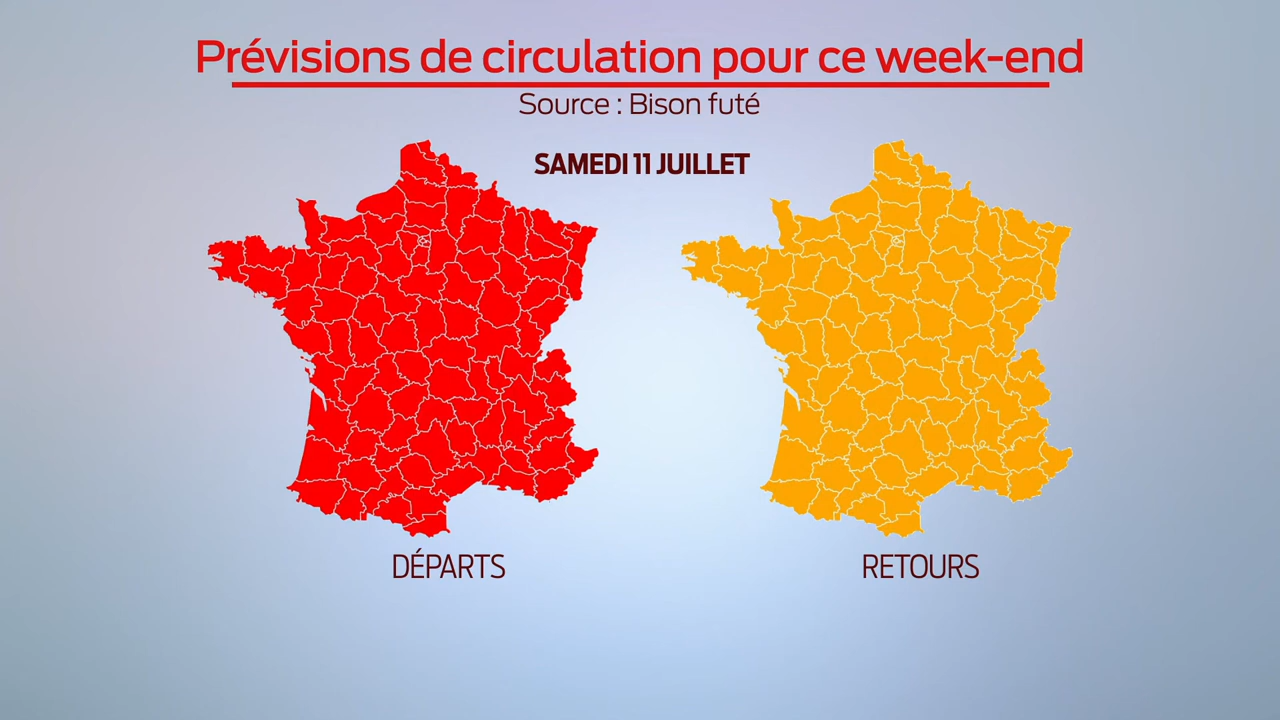 Prévisions de circulation pour ce week-end
Source : Bison futé
SAMEDI 11 JUILLET
DÉPARTS
RETOURS